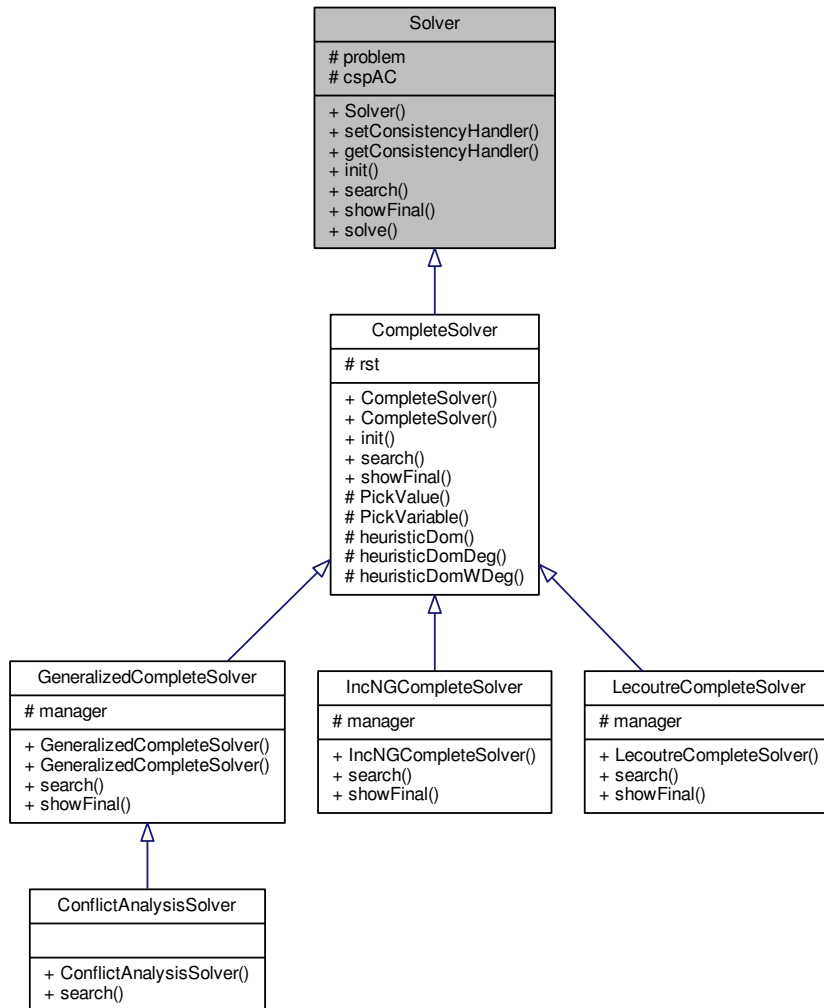 Solver
# problem
# cspAC
+ Solver()
+ setConsistencyHandler()
+ getConsistencyHandler()
+ init()
+ search()
+ showFinal()
+ solve()
CompleteSolver
# rst
+ CompleteSolver()
+ CompleteSolver()
+ init()
+ search()
+ showFinal()
# PickValue()
# PickVariable()
# heuristicDom()
# heuristicDomDeg()
# heuristicDomWDeg()
GeneralizedCompleteSolver
# manager
+ GeneralizedCompleteSolver()
+ GeneralizedCompleteSolver()
+ search()
+ showFinal()
IncNGCompleteSolver
# manager
+ IncNGCompleteSolver()
+ search()
+ showFinal()
LecoutreCompleteSolver
# manager
+ LecoutreCompleteSolver()
+ search()
+ showFinal()
ConflictAnalysisSolver
+ ConflictAnalysisSolver()
+ search()